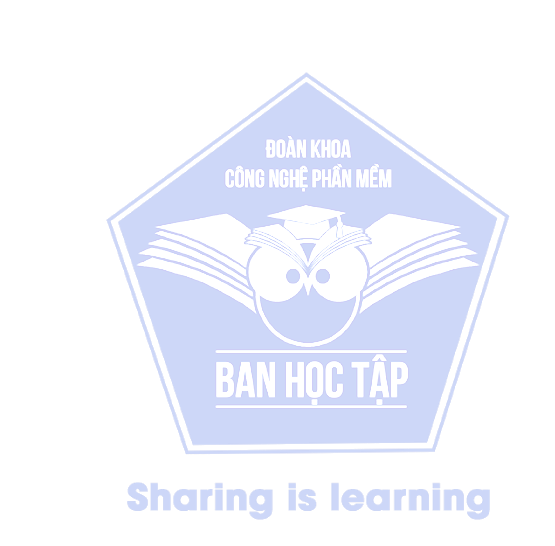 ĐOÀN KHOA
CÔNG NGHỆ PHẦN MỀM
BAN HỌC TẬP
Sharing is learning